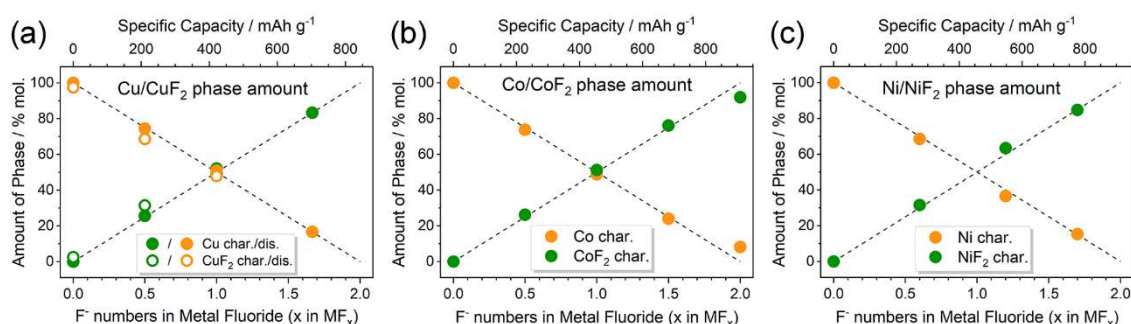 (a)
Specific Capacity / mAh g⁻¹
0 200 400 600 800
Amount of Phase / % mol.
100
80
60
40
20
0
Cu/CuF₂ phase amount
/ Cu char./dis.
/ CuF₂ char./dis.
0.0 0.5 1.0 1.5 2.0
F⁻ numbers in Metal Fluoride (x in MFₓ)
(b)
Specific Capacity / mAh g⁻¹
0 200 400 600 800
Amount of Phase / % mol.
100
80
60
40
20
0
Co/CoF₂ phase amount
Co char.
CoF₂ char.
0.0 0.5 1.0 1.5 2.0
F⁻ numbers in Metal Fluoride (x in MFₓ)
(c)
Specific Capacity / mAh g⁻¹
0 200 400 600 800
Amount of Phase / % mol.
100
80
60
40
20
0
Ni/NiF₂ phase amount
Ni char.
NiF₂ char.
0.0 0.5 1.0 1.5 2.0
F⁻ numbers in Metal Fluoride (x in MFₓ)